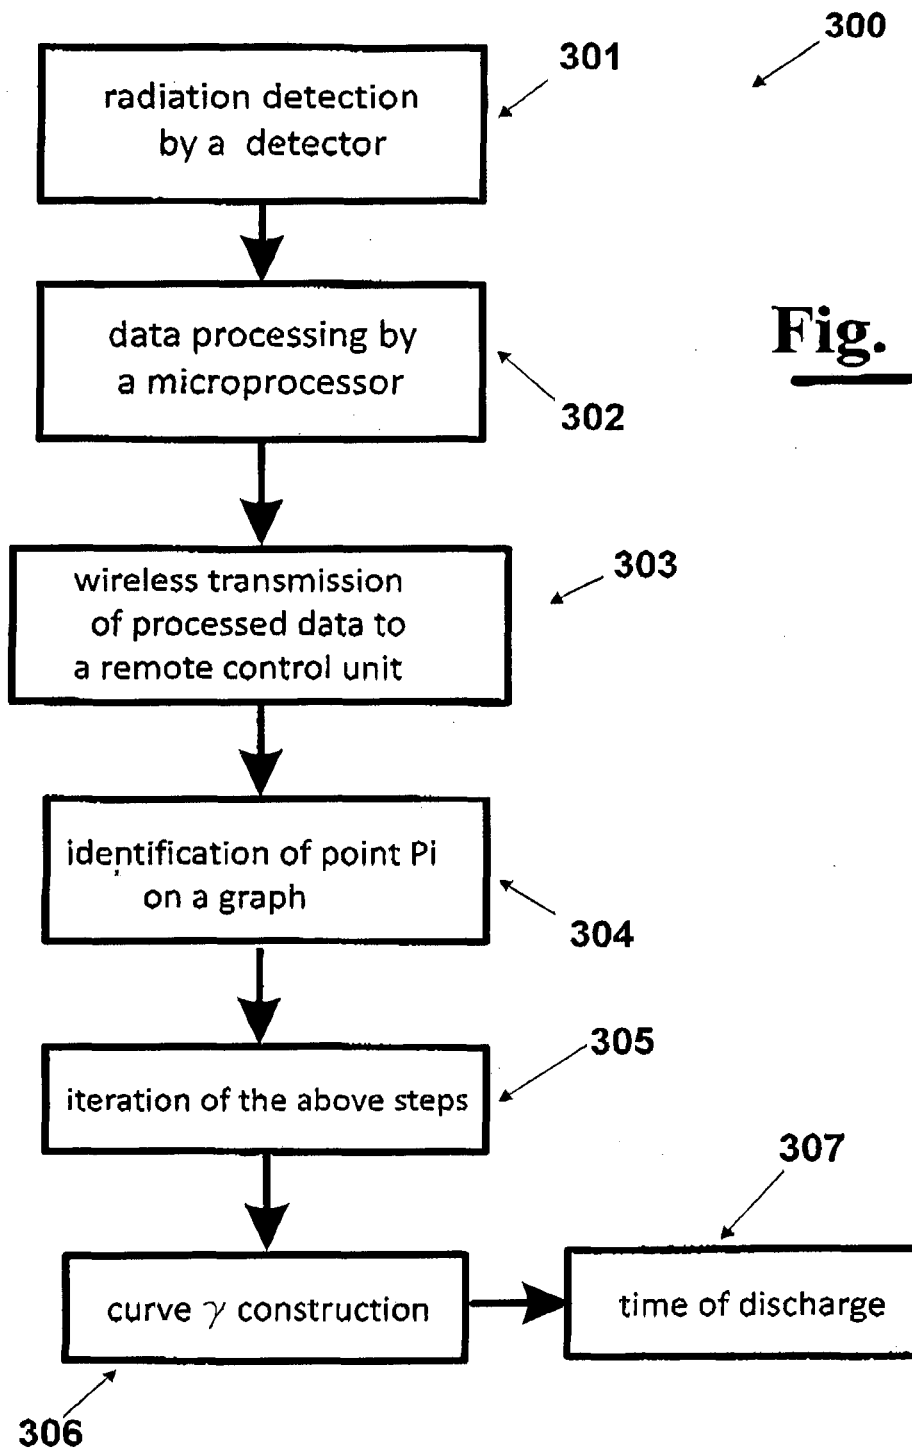 300
301
radiation detection
by a detector
Fig.
data processing by
a microprocessor
302
303
wireless transmission
of processed data to
a remote control unit
identification of point Pi
on a graph
304
305
iteration of the above steps
307
curve γ construction
time of discharge
306